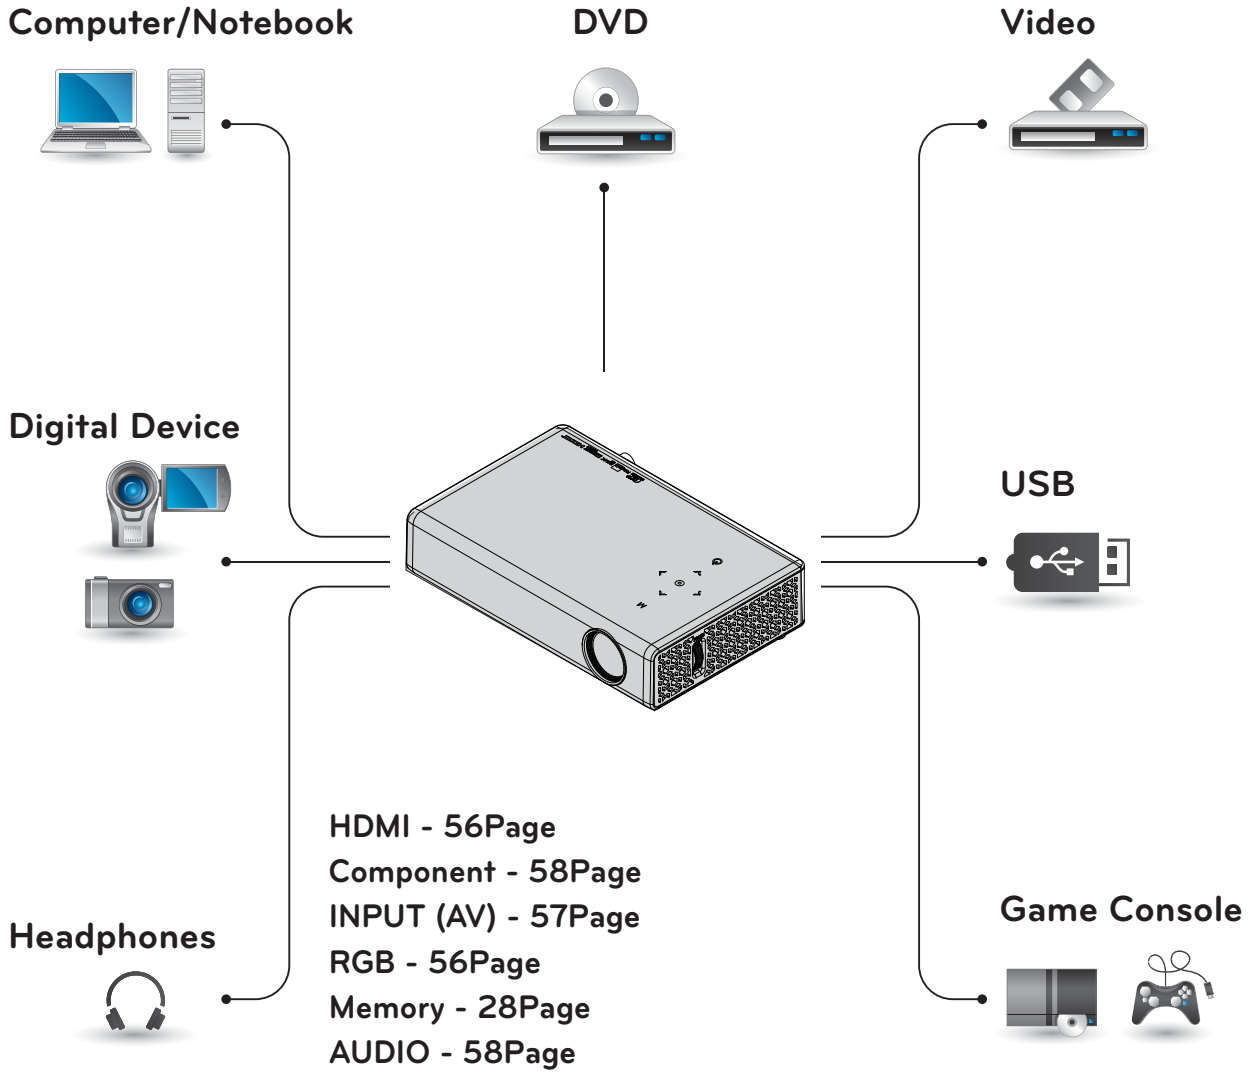 Computer/Notebook
DVD
Video
Digital Device
USB
HDMI - 56Page
Component - 58Page
INPUT (AV) - 57Page
RGB - 56Page
Memory - 28Page
AUDIO - 58Page
Headphones
Game Console
M